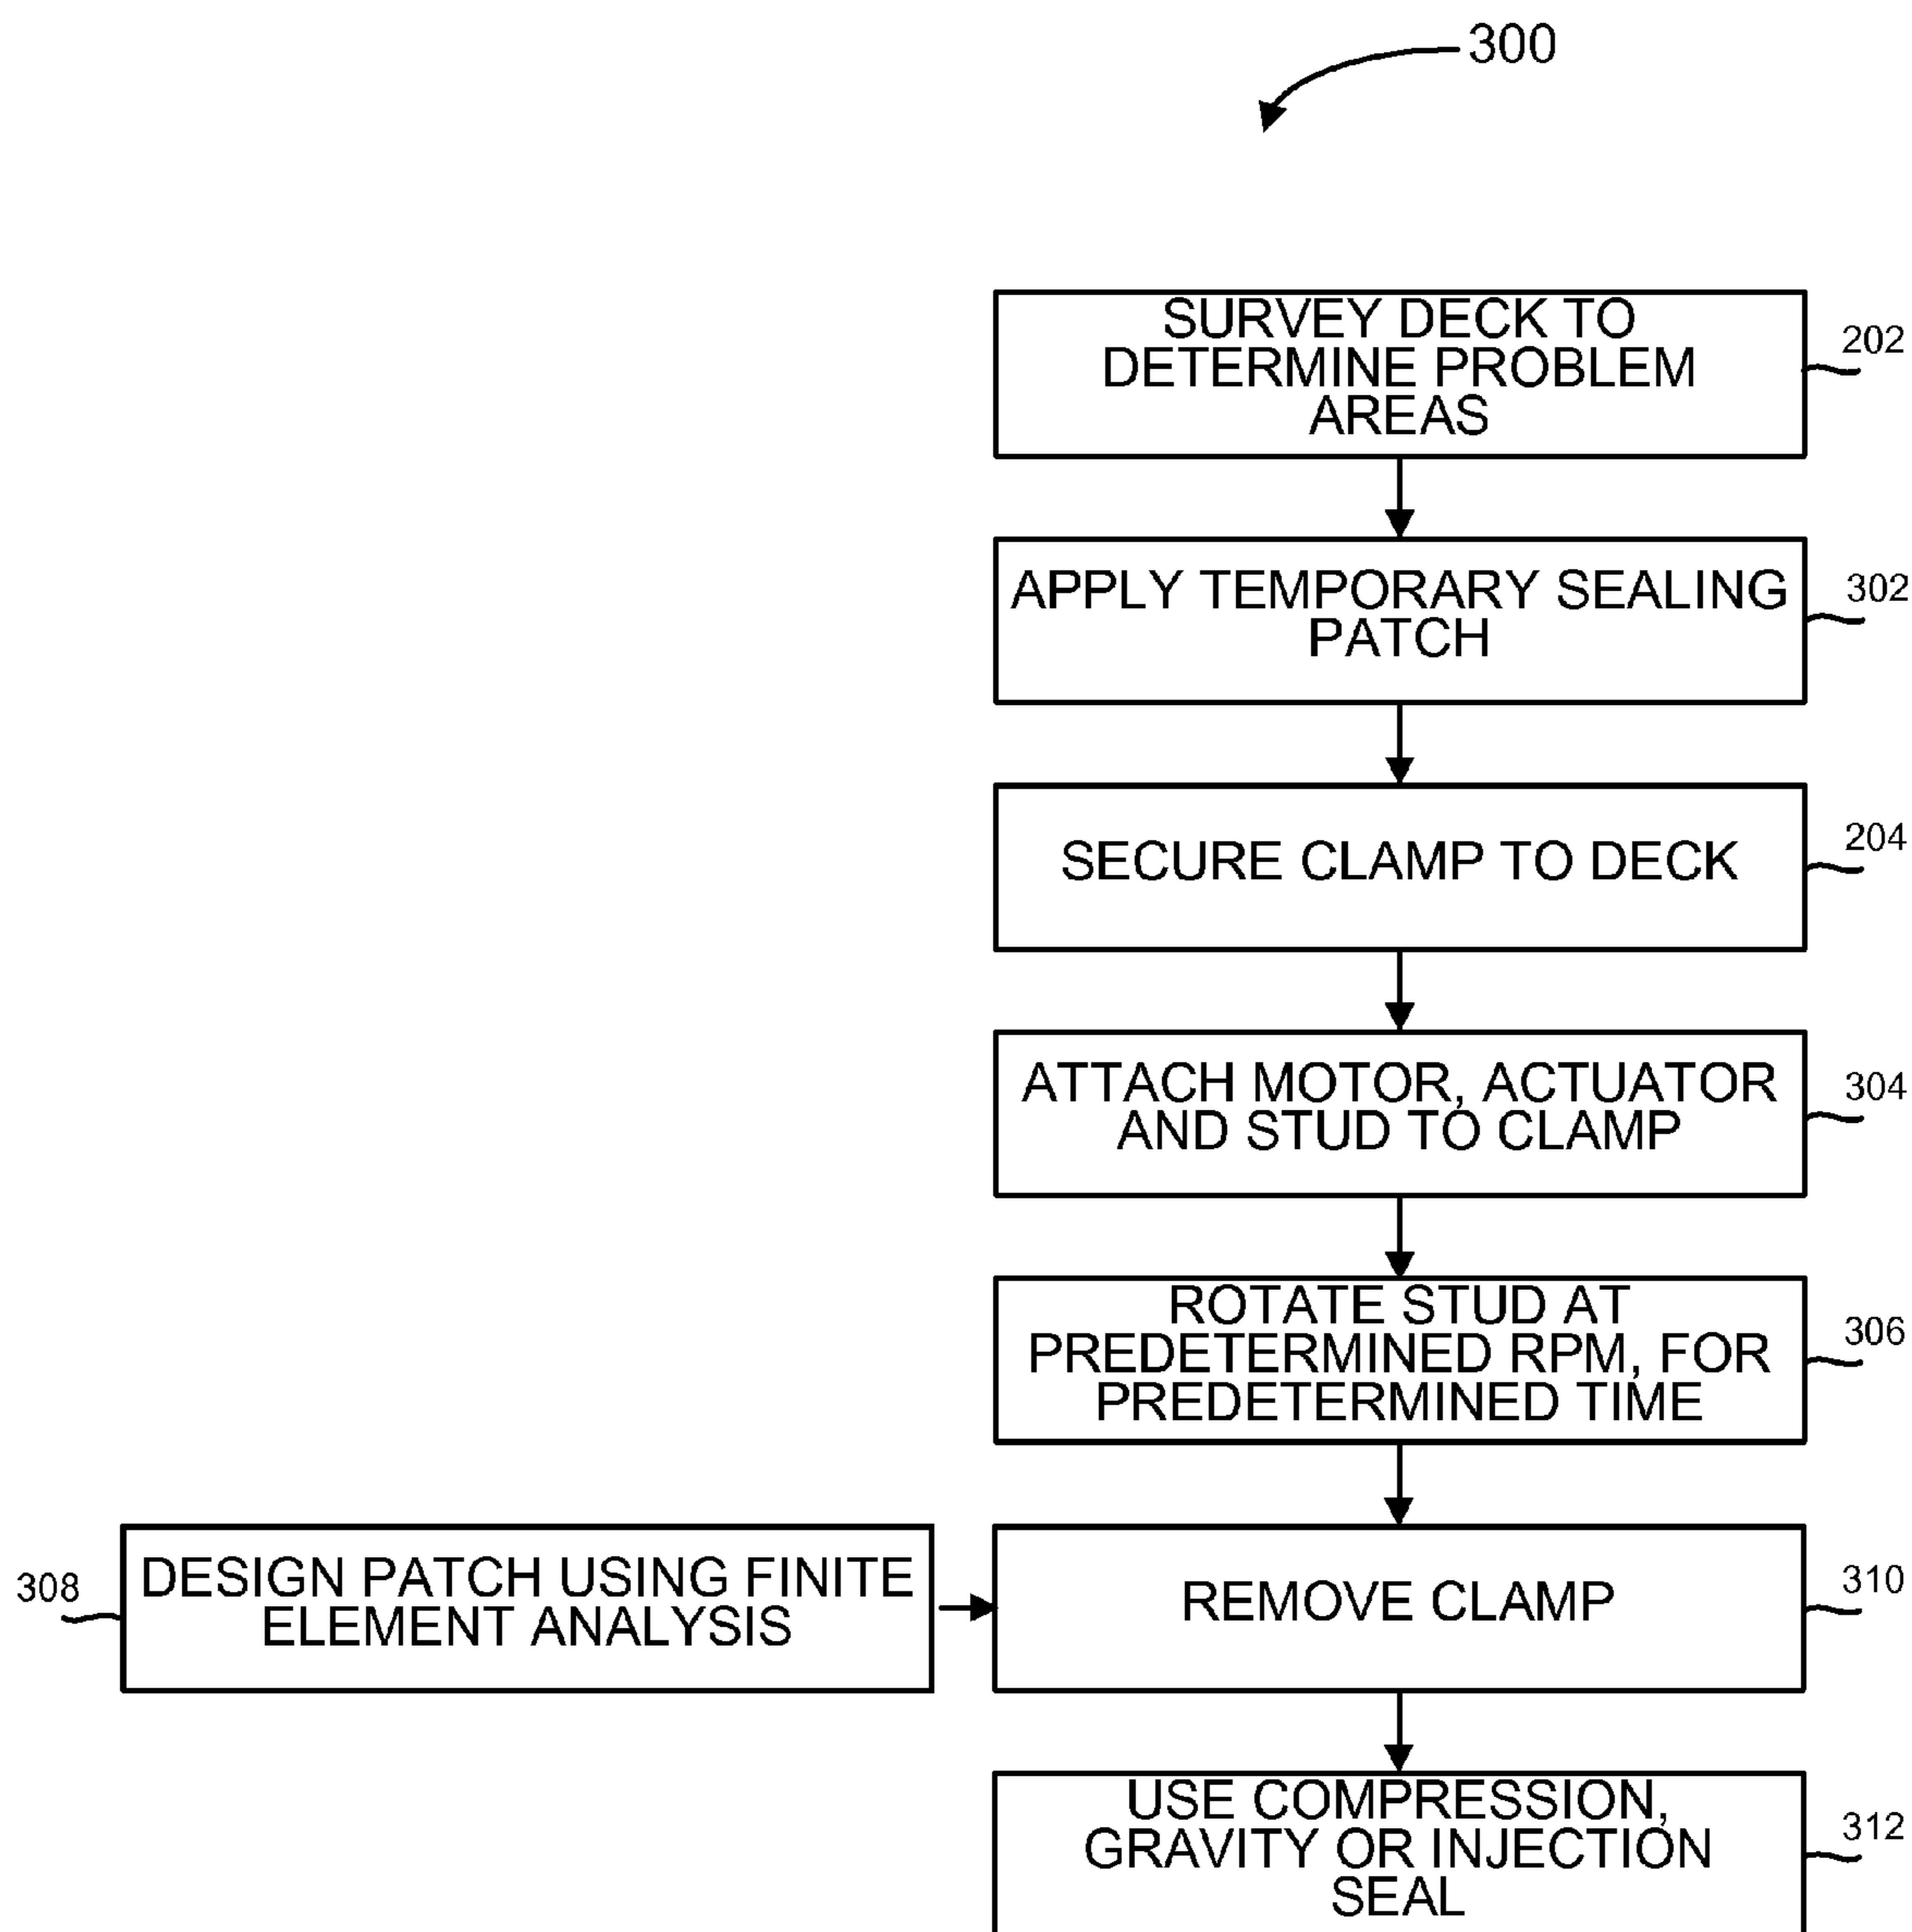 300
SURVEY DECK TO
DETERMINE PROBLEM
AREAS
202
APPLY TEMPORARY SEALING
PATCH
302
SECURE CLAMP TO DECK
204
ATTACH MOTOR, ACTUATOR
AND STUD TO CLAMP
304
ROTATE STUD AT
PREDETERMINED RPM, FOR
PREDETERMINED TIME
306
308
DESIGN PATCH USING FINITE
ELEMENT ANALYSIS
REMOVE CLAMP
310
USE COMPRESSION,
GRAVITY OR INJECTION
SEAL
312